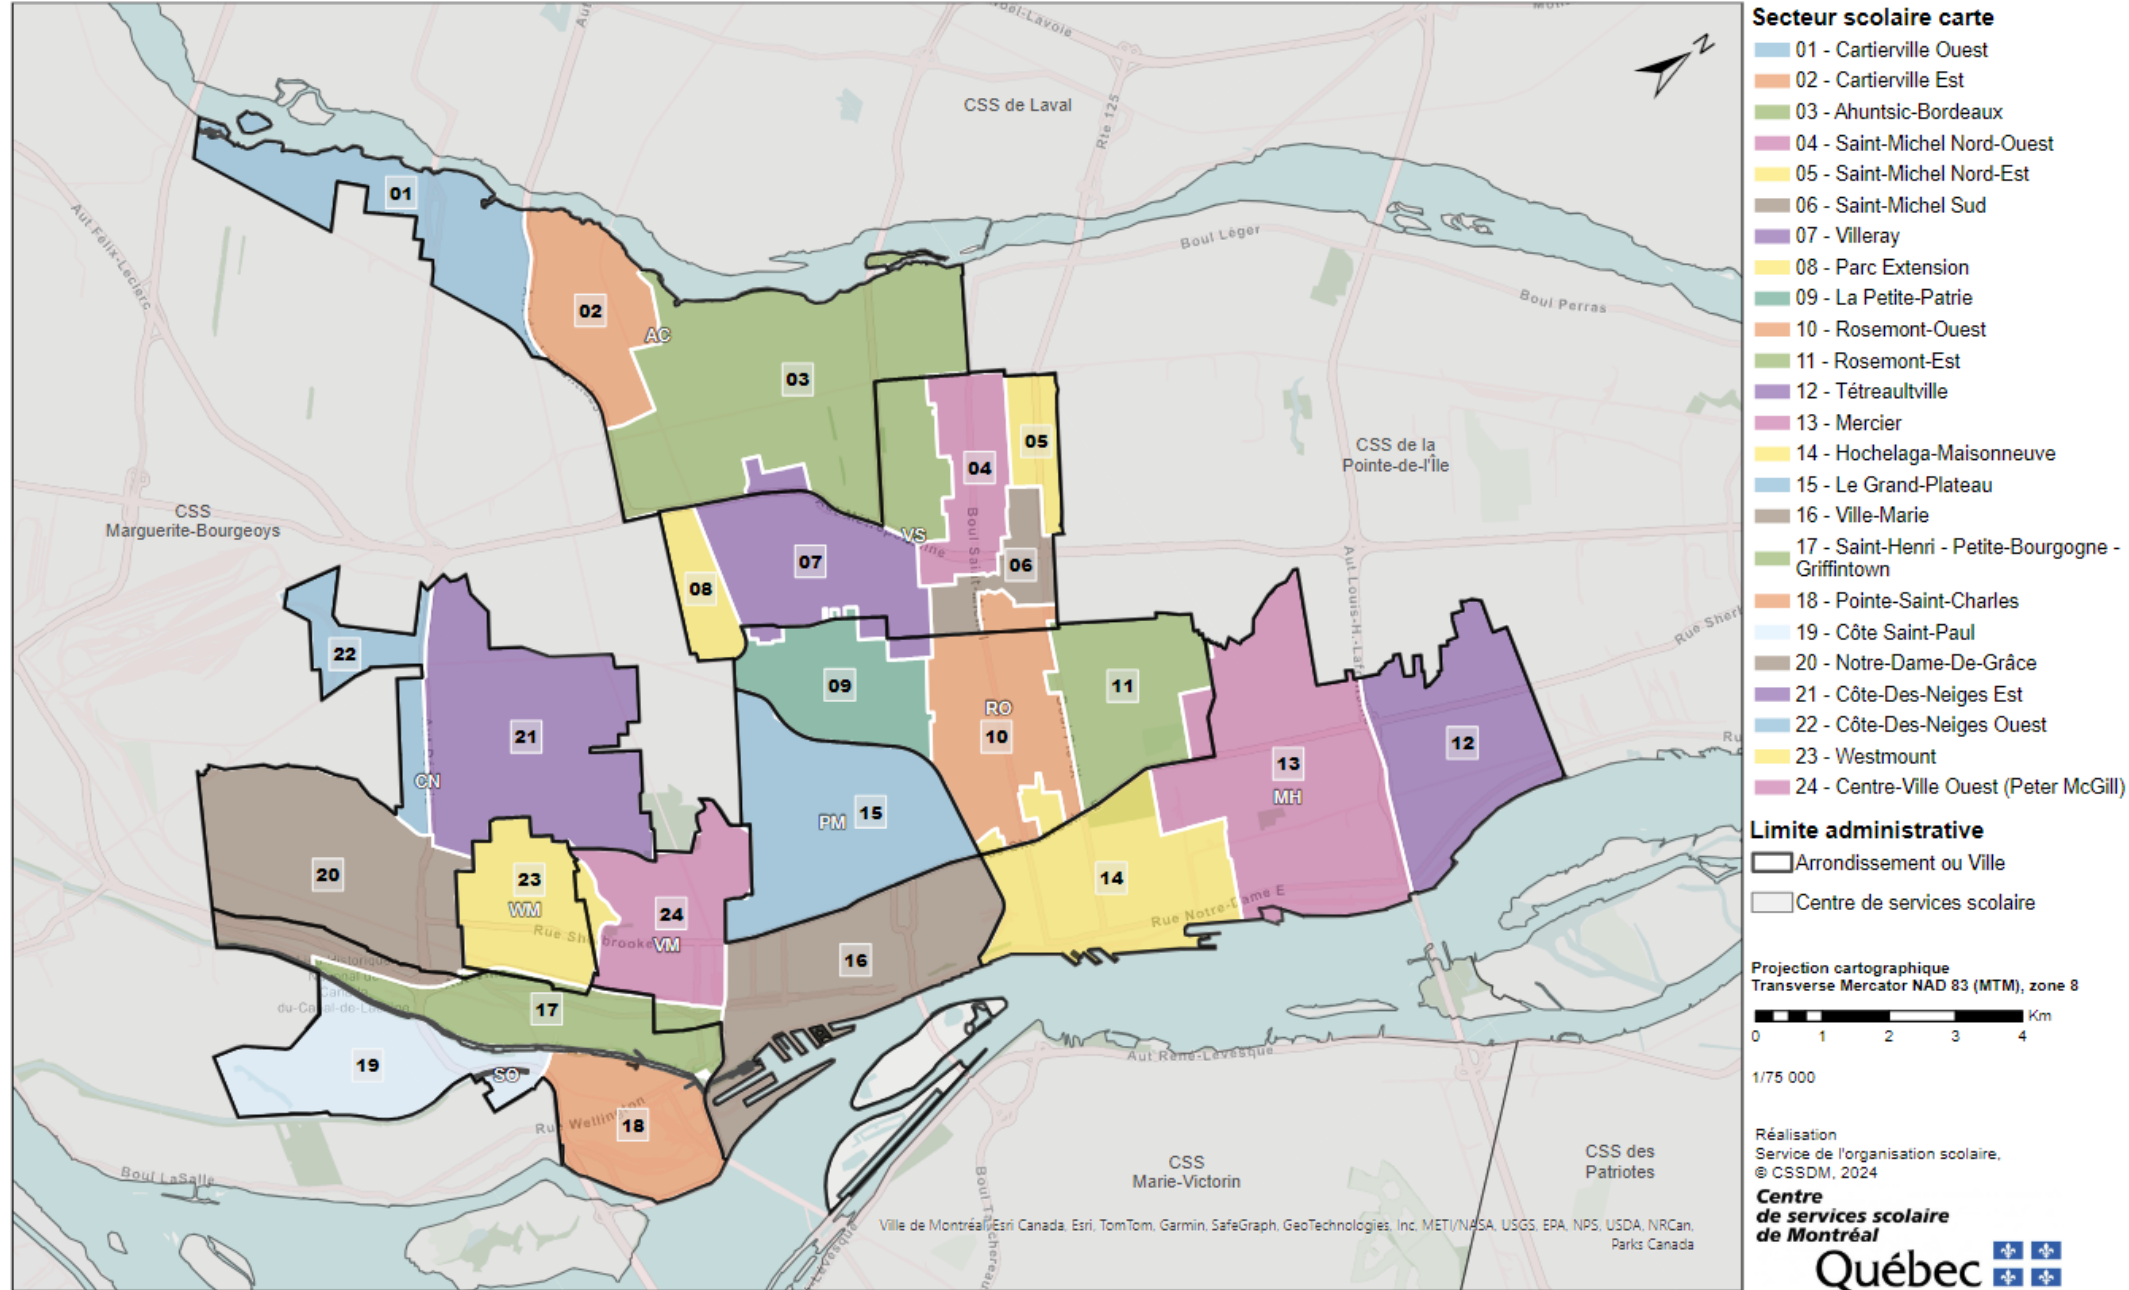 Noël-Lavoie
CSS de Laval
Rte 125
N
Boul Léger
Boul Perras
Aut Félix-Leclerc
01
02
AC
03
04
05
CSS de la
Pointe-de-l'Île
CSS
Marguerite-Bourgeoys
VS
07
06
08
22
09
11
RO
10
21
12
13
MH
CN
PM
15
20
23
WM
24
VM
14
Rue Sherbrooke
Rue Notre-Dame E
16
17
19
SO
18
Rue Wellington
Boul LaSalle
Aut René-Lévesque
CSS
Marie-Victorin
CSS des
Patriotes
Boul Taschereau
Ville de Montréal, Esri Canada, Esri, TomTom, Garmin, SafeGraph, GeoTechnologies, Inc, METI/NASA, USGS, EPA, NPS, USDA, NRCan,
Parks Canada
Secteur scolaire carte
01 - Cartierville Ouest
02 - Cartierville Est
03 - Ahuntsic-Bordeaux
04 - Saint-Michel Nord-Ouest
05 - Saint-Michel Nord-Est
06 - Saint-Michel Sud
07 - Villeray
08 - Parc Extension
09 - La Petite-Patrie
10 - Rosemont-Ouest
11 - Rosemont-Est
12 - Tétreaultville
13 - Mercier
14 - Hochelaga-Maisonneuve
15 - Le Grand-Plateau
16 - Ville-Marie
17 - Saint-Henri - Petite-Bourgogne -
Griffintown
18 - Pointe-Saint-Charles
19 - Côte Saint-Paul
20 - Notre-Dame-De-Grâce
21 - Côte-Des-Neiges Est
22 - Côte-Des-Neiges Ouest
23 - Westmount
24 - Centre-Ville Ouest (Peter McGill)
Limite administrative
Arrondissement ou Ville
Centre de services scolaire
Projection cartographique
Transverse Mercator NAD 83 (MTM), zone 8
Km
0 1 2 3 4
1/75 000
Réalisation
Service de l'organisation scolaire,
© CSSDM, 2024
Centre
de services scolaire
de Montréal
Québec